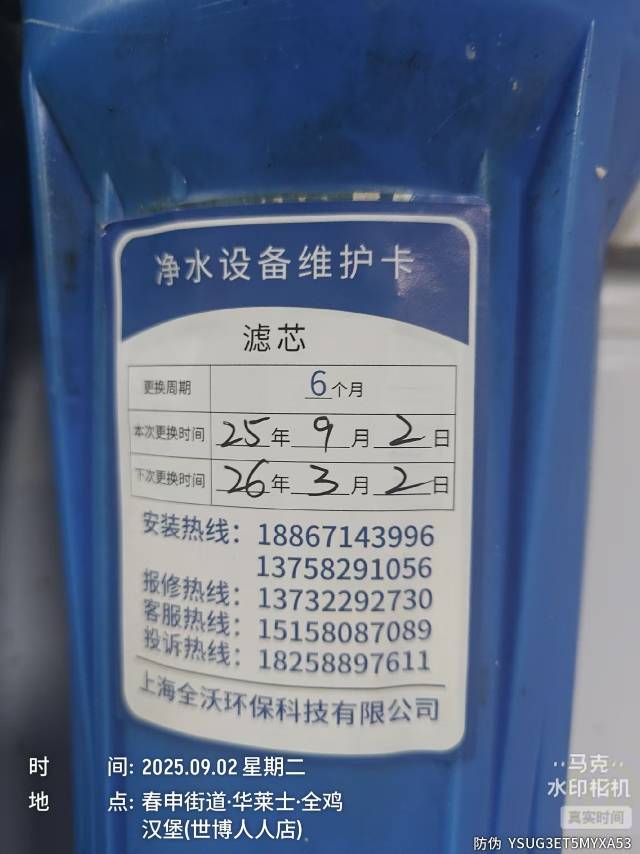 净水设备维护卡
滤芯
更换周期 6个月
本次更换时间 25年9月2日
下次更换时间 26年3月2日
安装热线：18867143996
13758291056
报修热线：13732292730
客服热线：15158087089
投诉热线：18258897611
上海全沃环保科技有限公司
时 间: 2025.09.02 星期二
地 点: 春申街道·华莱士·全鸡
汉堡(世博人人店)
马克
水印相机
真实时间
防伪 YSUG3ET5MYXA53